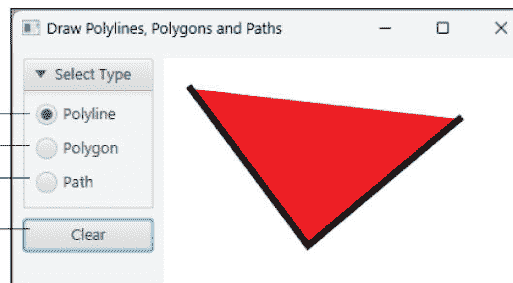 Draw Polylines, Polygons and Paths
Select Type
Polyline
Polygon
Path
Clear